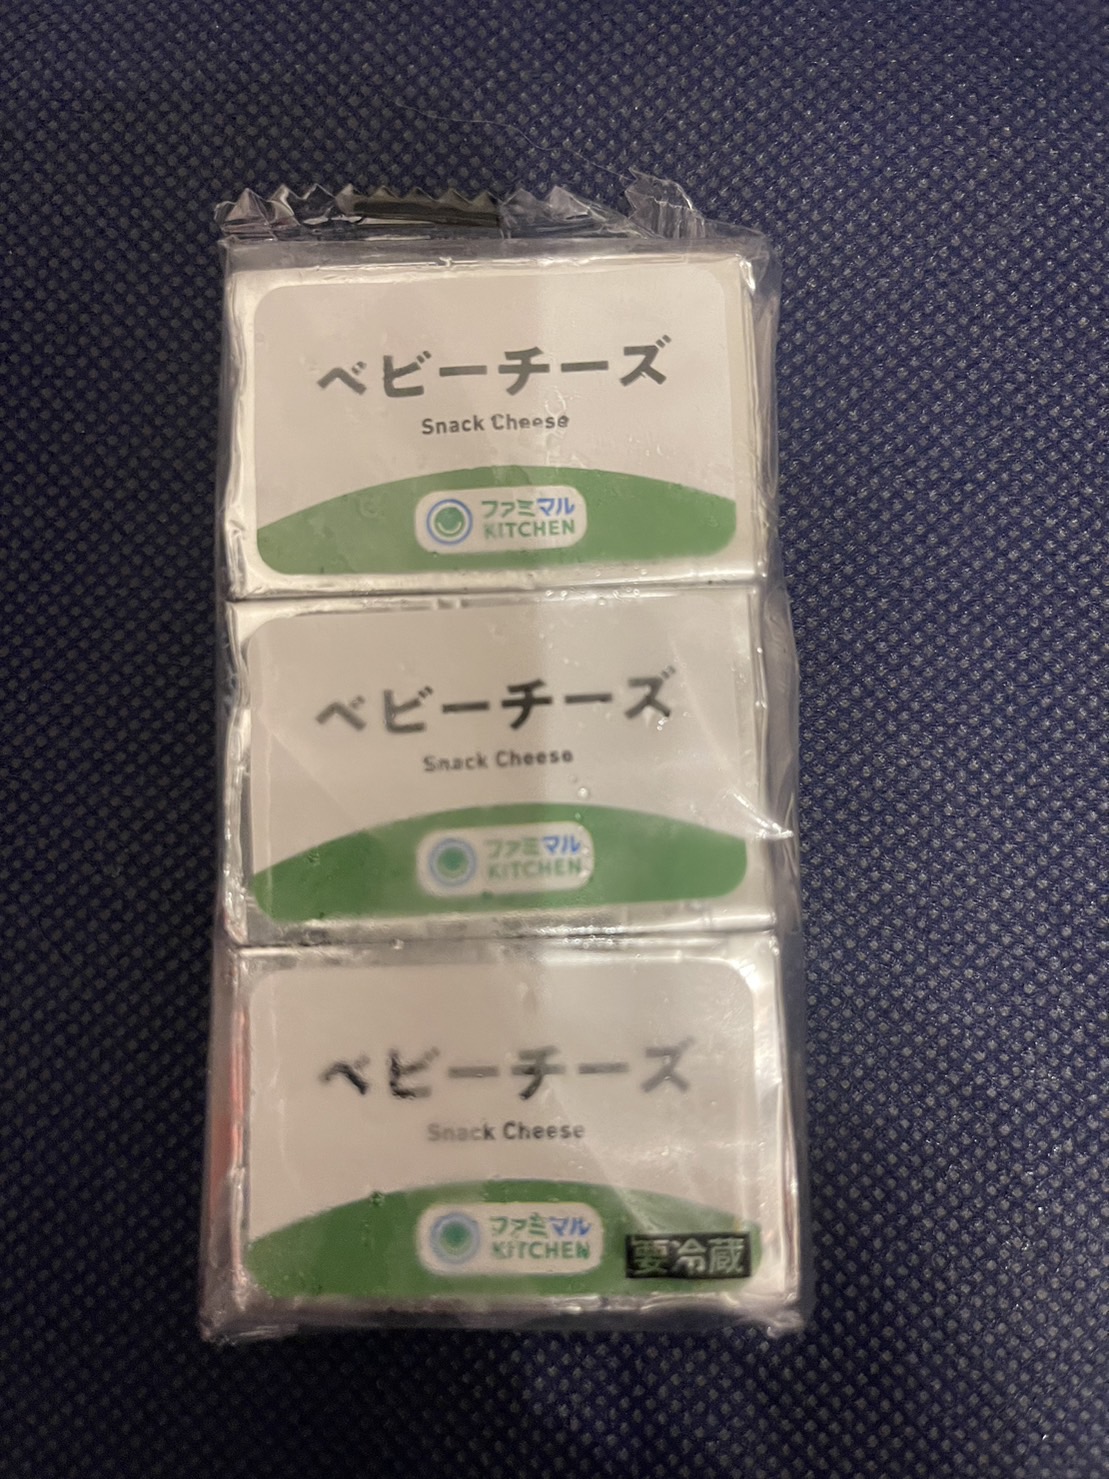 ベビーチーズ
Snack Cheese
ファミマル
KITCHEN
ベビーチーズ
Snack Cheese
ファミマル
KITCHEN
ベビーチーズ
Snack Cheese
ファミマル
KITCHEN
要冷蔵